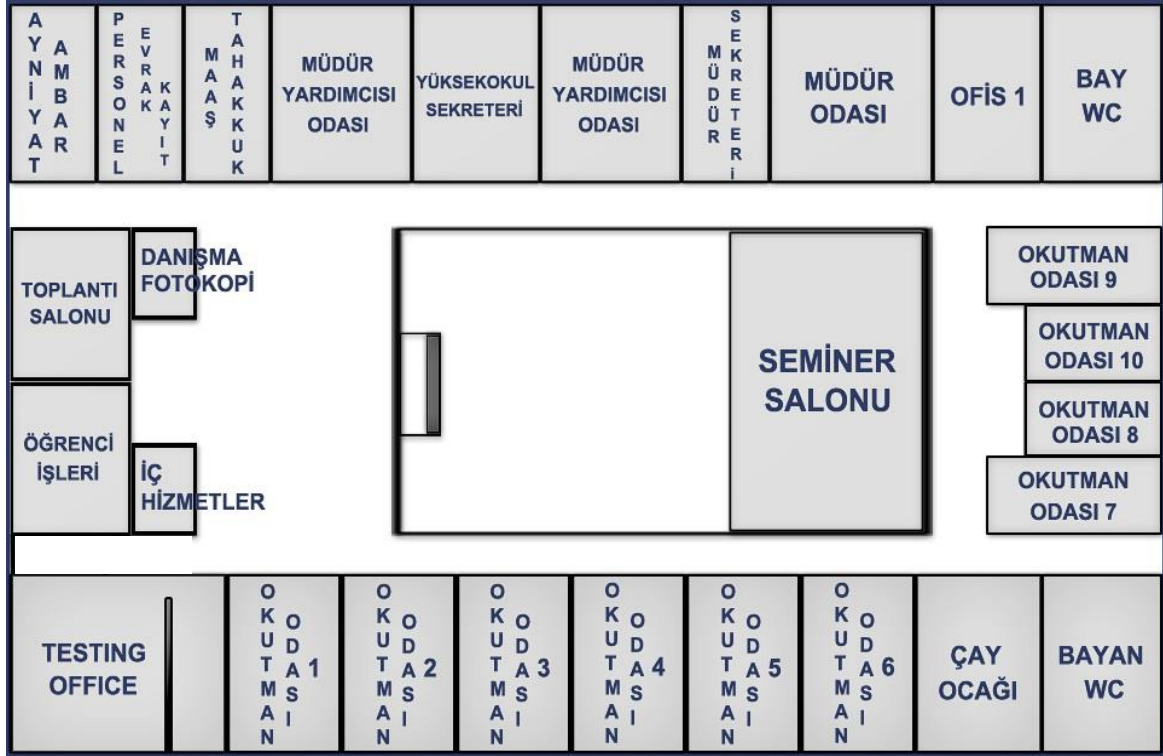 AYNİYAT
AMBAR
PERSONEL
EVRAK
KAYIT
MAAŞ
TAHAKKUK
MÜDÜR
YARDIMCISI
ODASI
YÜKSEKOKUL
SEKRETERİ
MÜDÜR
YARDIMCISI
ODASI
MÜDÜR
SEKRETERİ
MÜDÜR
ODASI
OFİS 1
BAY
WC
TOPLANTI
SALONU
DANIŞMA
FOTOKOPİ
ÖĞRENCİ
İŞLERİ
İÇ
HİZMETLER
SEMİNER
SALONU
OKUTMAN
ODASI 9
OKUTMAN
ODASI 10
OKUTMAN
ODASI 8
OKUTMAN
ODASI 7
TESTING
OFFICE
OKUTMAN
ODASI
1
OKUTMAN
ODASI
2
OKUTMAN
ODASI
3
OKUTMAN
ODASI
4
OKUTMAN
ODASI
5
OKUTMAN
ODASI
6
ÇAY
OCAĞI
BAYAN
WC